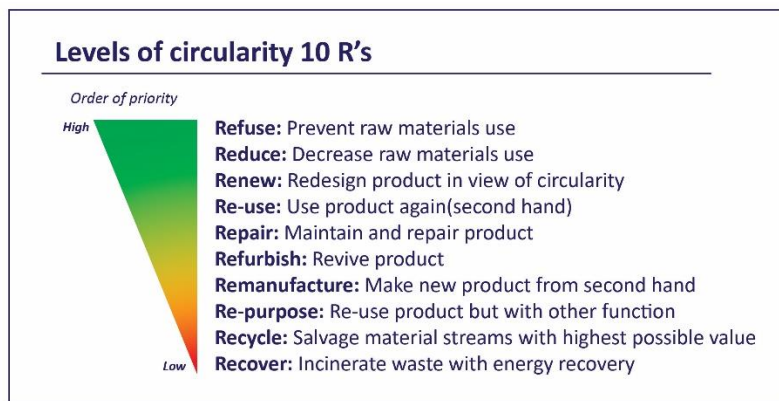 Levels of circularity 10 R's
Order of priority
High
Refuse: Prevent raw materials use
Reduce: Decrease raw materials use
Renew: Redesign product in view of circularity
Re-use: Use product again(second hand)
Repair: Maintain and repair product
Refurbish: Revive product
Remanufacture: Make new product from second hand
Re-purpose: Re-use product but with other function
Recycle: Salvage material streams with highest possible value
Low
Recover: Incinerate waste with energy recovery